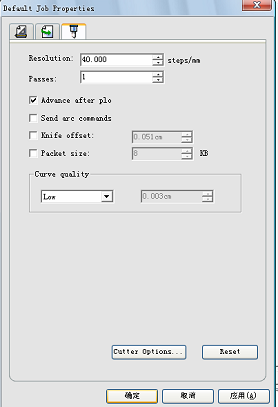 Default Job Properties
Resolution: 40.000 steps/mm
Passes: 1
Advance after plo
Send arc commands
Knife offset: 0.051cm
Packet size: 8 KB
Curve quality
Low 0.003cm
Cutter Options... Reset
确定 取消 应用(A)